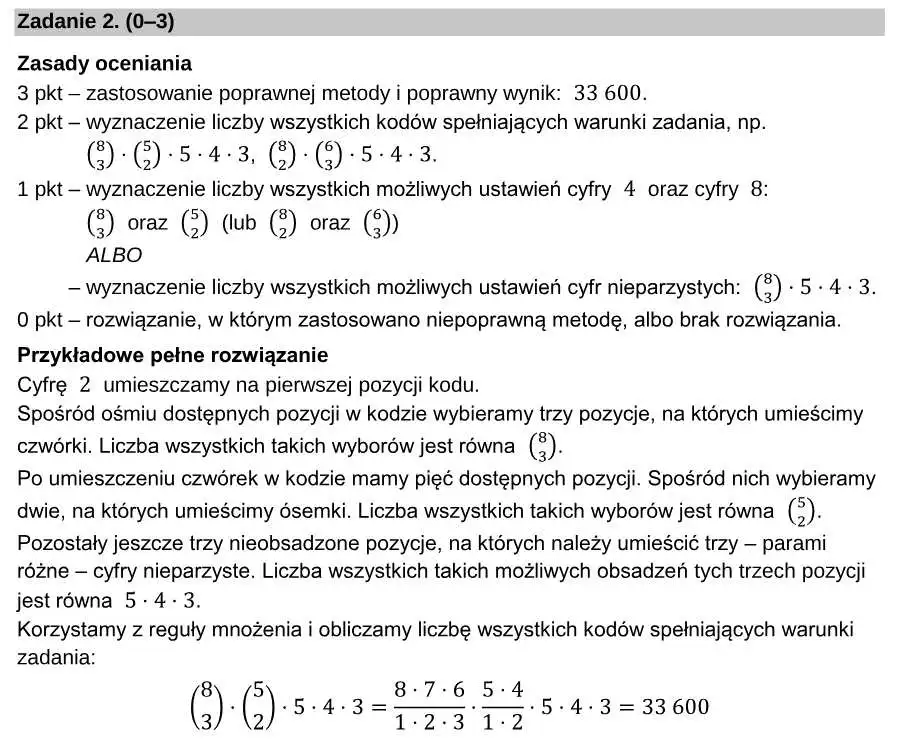 Zadanie 2. (0–3)
Zasady oceniania
3 pkt – zastosowanie poprawnej metody i poprawny wynik: 33 600.
2 pkt – wyznaczenie liczby wszystkich kodów spełniających warunki zadania, np.
(8 3) · (5 2) · 5 · 4 · 3, (8 2) · (6 3) · 5 · 4 · 3.
1 pkt – wyznaczenie liczby wszystkich możliwych ustawień cyfry 4 oraz cyfry 8:
(8 3) oraz (5 2) (lub (8 2) oraz (6 3))
ALBO
– wyznaczenie liczby wszystkich możliwych ustawień cyfr nieparzystych: (8 3) · 5 · 4 · 3.
0 pkt – rozwiązanie, w którym zastosowano niepoprawną metodę, albo brak rozwiązania.
Przykładowe pełne rozwiązanie
Cyfrę 2 umieszczamy na pierwszej pozycji kodu.
Spośród ośmiu dostępnych pozycji w kodzie wybieramy trzy pozycje, na których umieścimy
czwórki. Liczba wszystkich takich wyborów jest równa (8 3).
Po umieszczeniu czwórek w kodzie mamy pięć dostępnych pozycji. Spośród nich wybieramy
dwie, na których umieścimy ósemki. Liczba wszystkich takich wyborów jest równa (5 2).
Pozostały jeszcze trzy nieobsadzone pozycje, na których należy umieścić trzy – parami
różne – cyfry nieparzyste. Liczba wszystkich takich możliwych obsadzeń tych trzech pozycji
jest równa 5 · 4 · 3.
Korzystamy z reguły mnożenia i obliczamy liczbę wszystkich kodów spełniających warunki
zadania:
(8 3) · (5 2) · 5 · 4 · 3 = 8 · 7 · 6 / 1 · 2 · 3 · 5 · 4 / 1 · 2 · 5 · 4 · 3 = 33 600